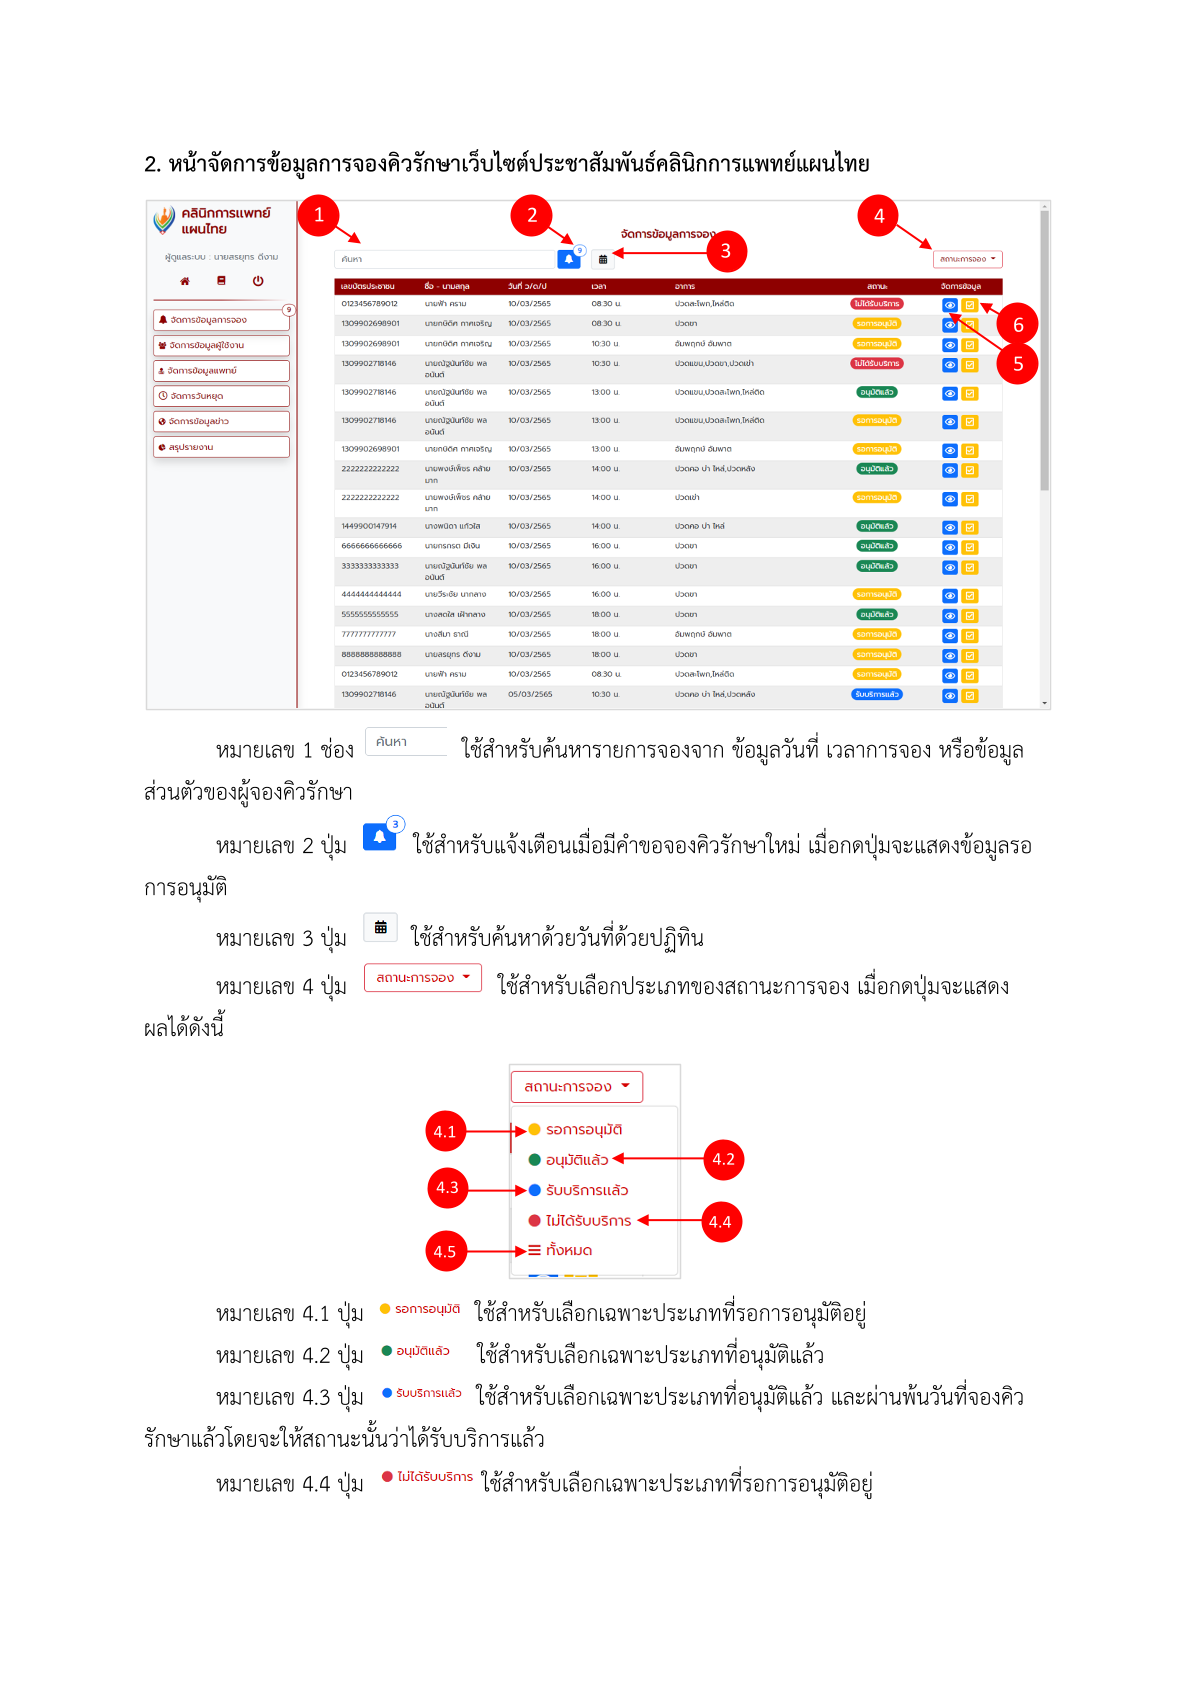 2. หน้าจัดการข้อมูลการจองคิวรักษาเว็บไซต์ประชาสัมพันธ์คลินิกการแพทย์แผนไทย
คลินิกการแพทย์
แผนไทย
ผู้ดูแลระบบ : นายสรยุทธ ดีงาม
9
จัดการข้อมูลการจอง
จัดการข้อมูลผู้ใช้งาน
จัดการข้อมูลแพทย์
จัดการวันหยุด
จัดการข้อมูลข่าว
สรุปรายงาน
1
2
3
4
5
6
จัดการข้อมูลการจอง
ค้นหา
9
สถานะการจอง
เลขบัตรประชาชน ชื่อ - นามสกุล วันที่ ว/ด/ป เวลา อาการ สถานะ จัดการข้อมูล
0123456789012 นายฟ้า คราม 10/03/2565 08:30 น. ปวดสะโพก,ไหล่ติด ไม่ได้รับบริการ
1309902698901 10/03/2565 08:30 น. ปวดขา รอการอนุมัติ
1309902698901 10/03/2565 10:30 น. อัมพฤกษ์ อัมพาต รอการอนุมัติ
1309902718146 นายณัฐนันท์ชัย พล 10/03/2565 10:30 น. ปวดแขน,ปวดขา,ปวดเข่า ไม่ได้รับบริการ
อนันต์
1309902718146 นายณัฐนันท์ชัย พล 10/03/2565 13:00 น. ปวดแขน,ปวดสะโพก,ไหล่ติด อนุมัติแล้ว
อนันต์
1309902718146 นายณัฐนันท์ชัย พล 10/03/2565 13:00 น. ปวดแขน,ปวดสะโพก,ไหล่ติด รอการอนุมัติ
อนันต์
1309902698901 10/03/2565 13:00 น. อัมพฤกษ์ อัมพาต รอการอนุมัติ
2222222222222 นายพงษ์เพ็ชร คล้าย 10/03/2565 14:00 น. ปวดคอ บ่า ไหล่,ปวดหลัง อนุมัติแล้ว
มาก
2222222222222 นายพงษ์เพ็ชร คล้าย 10/03/2565 14:00 น. ปวดเข่า รอการอนุมัติ
มาก
1449900147914 นางพนิดา แก้วใส 10/03/2565 14:00 น. ปวดคอ บ่า ไหล่ อนุมัติแล้ว
6666666666666 นายกรกรต มีเงิน 10/03/2565 16:00 น. ปวดขา อนุมัติแล้ว
3333333333333 นายณัฐนันท์ชัย พล 10/03/2565 16:00 น. ปวดขา อนุมัติแล้ว
อนันต์
4444444444444 นายวีระชัย นากลาง 10/03/2565 16:00 น. ปวดขา รอการอนุมัติ
5555555555555 นางสดใส เฝ้ากลาง 10/03/2565 18:00 น. ปวดขา อนุมัติแล้ว
7777777777777 นางสีมา ธานี 10/03/2565 18:00 น. อัมพฤกษ์ อัมพาต รอการอนุมัติ
8888888888888 นายสรยุทธ ดีงาม 10/03/2565 18:00 น. ปวดขา รอการอนุมัติ
0123456789012 นายฟ้า คราม 10/03/2565 08:30 น. ปวดสะโพก,ไหล่ติด รอการอนุมัติ
1309902718146 นายณัฐนันท์ชัย พล 05/03/2565 10:30 น. ปวดคอ บ่า ไหล่,ปวดหลัง รับบริการแล้ว
อนันต์
หมายเลข 1 ช่อง ค้นหา ใช้สำหรับค้นหารายการจองจาก ข้อมูลวันที่ เวลาการจอง หรือข้อมูล
ส่วนตัวของผู้จองคิวรักษา
หมายเลข 2 ปุ่ม 3 ใช้สำหรับแจ้งเตือนเมื่อมีคำขอจองคิวรักษาใหม่ เมื่อกดปุ่มจะแสดงข้อมูลรอ
การอนุมัติ
หมายเลข 3 ปุ่ม ใช้สำหรับค้นหาด้วยวันที่ด้วยปฏิทิน
หมายเลข 4 ปุ่ม สถานะการจอง ใช้สำหรับเลือกประเภทของสถานะการจอง เมื่อกดปุ่มจะแสดง
ผลได้ดังนี้
สถานะการจอง
4.1 รอการอนุมัติ
อนุมัติแล้ว 4.2
4.3 รับบริการแล้ว
ไม่ได้รับบริการ 4.4
4.5 ทั้งหมด
หมายเลข 4.1 ปุ่ม รอการอนุมัติ ใช้สำหรับเลือกเฉพาะประเภทที่รอการอนุมัติอยู่
หมายเลข 4.2 ปุ่ม อนุมัติแล้ว ใช้สำหรับเลือกเฉพาะประเภทที่อนุมัติแล้ว
หมายเลข 4.3 ปุ่ม รับบริการแล้ว ใช้สำหรับเลือกเฉพาะประเภทที่อนุมัติแล้ว และผ่านพ้นวันที่จองคิว
รักษาแล้วโดยจะให้สถานะนั้นว่าได้รับบริการแล้ว
หมายเลข 4.4 ปุ่ม ไม่ได้รับบริการ ใช้สำหรับเลือกเฉพาะประเภทที่รอการอนุมัติอยู่